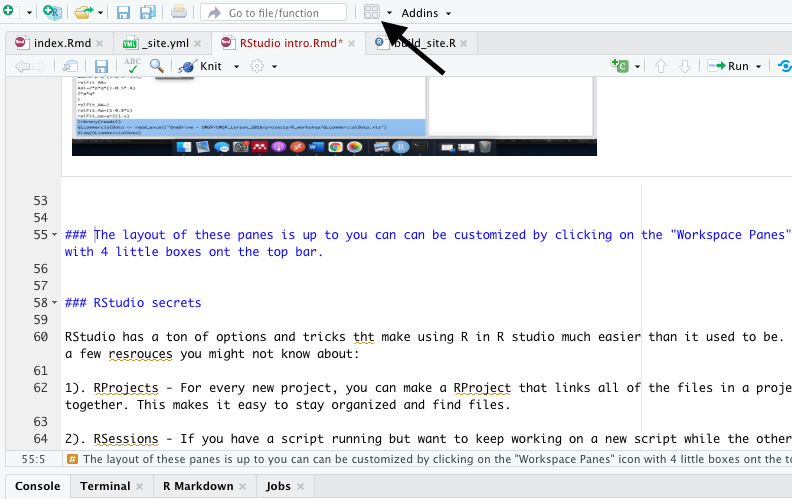 Go to file/function
Addins
index.Rmd
_site.yml
RStudio intro.Rmd*
build_site.R
ABC
Knit
Run
2*p*q*
1
relFit_AA=1
library(readxl)
53
54
55 ### The layout of these panes is up to you can can be customized by clicking on the "Workspace Panes"
with 4 little boxes ont the top bar.
56
57
58 ### RStudio secrets
59
60 RStudio has a ton of options and tricks tht make using R in R studio much easier than it used to be.
a few resrouces you might not know about:
61
62 1). RProjects - For every new project, you can make a RProject that links all of the files in a proje
together. This makes it easy to stay organized and find files.
63
64 2). RSessions - If you have a script running but want to keep working on a new script while the other
55:5 # The layout of these panes is up to you can can be customized by clicking on the "Workspace Panes" icon with 4 little boxes ont the to
Console Terminal R Markdown Jobs